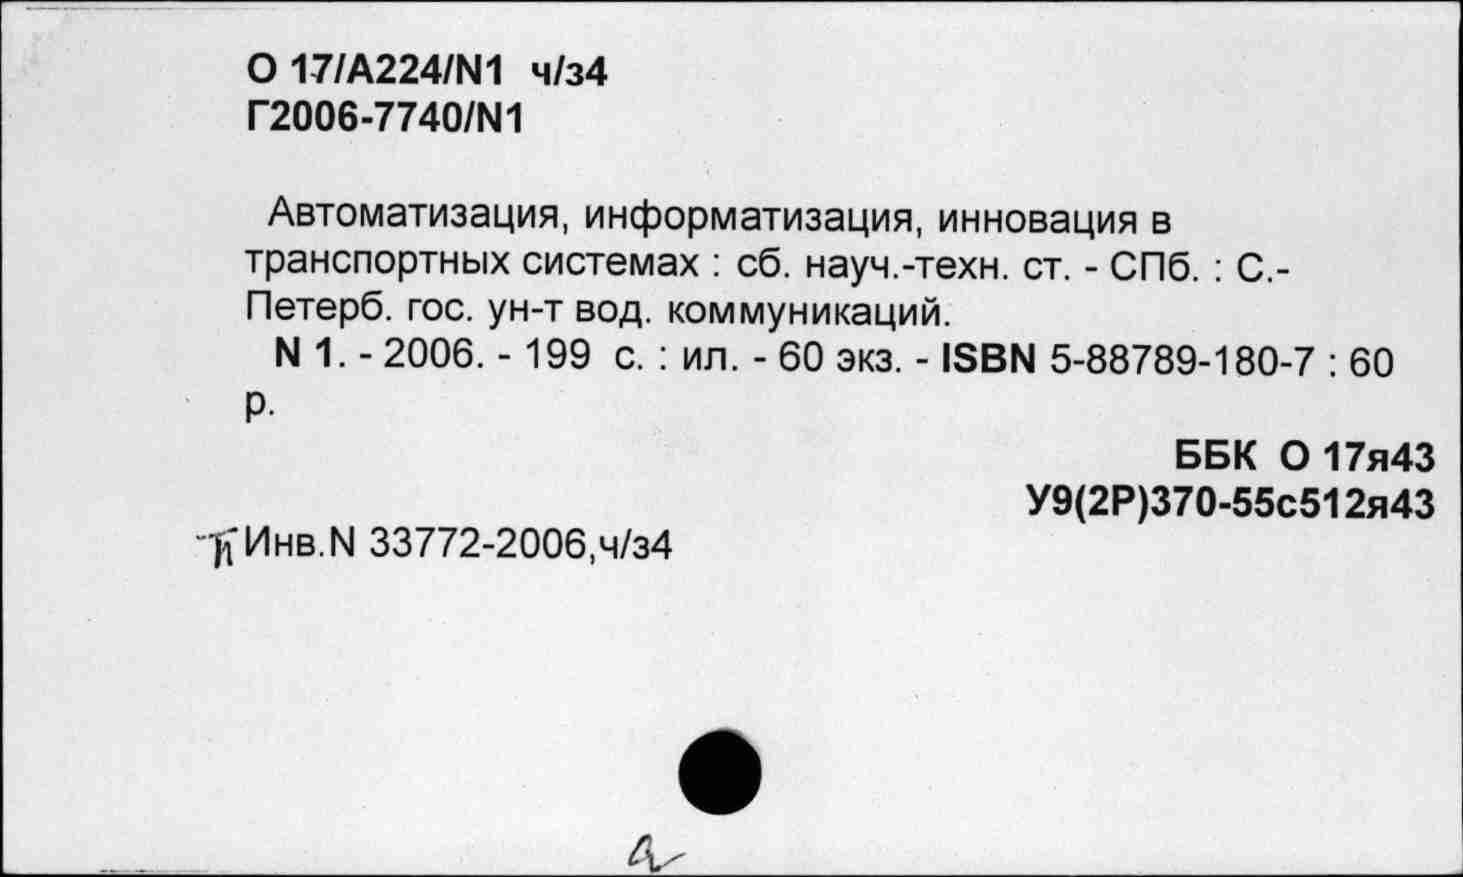 О 17/А224/N1 ч/з4
Г2006-7740/N1
Автоматизация, информатизация, инновация в
транспортных системах : сб. науч.-техн. ст. - СПб. : С.-
Петерб. гос. ун-т вод. коммуникаций.
N 1. - 2006. - 199 с. : ил. - 60 экз. - ISBN 5-88789-180-7 : 60
р.
ББК О 17я43
У9(2Р)370-55с512я43
Инв.N 33772-2006,ч/з4